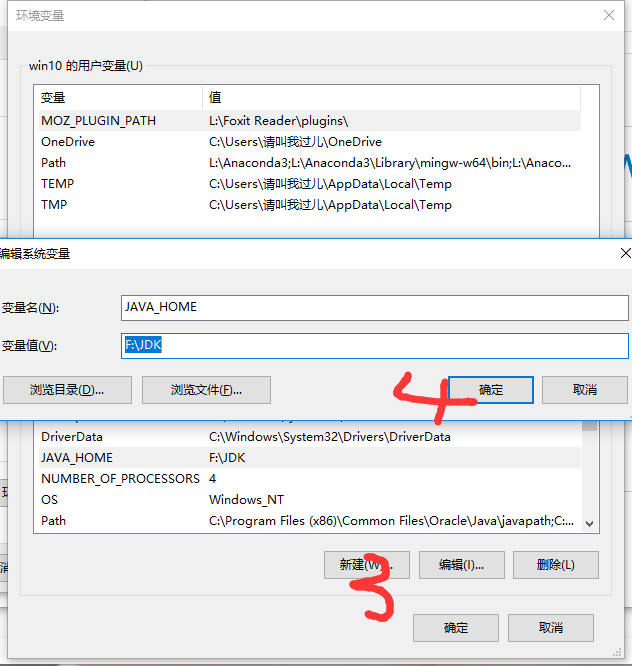 环境变量
win10 的用户变量(U)
变量 值
MOZ_PLUGIN_PATH L:\Foxit Reader\plugins\
OneDrive C:\Users\请叫我过儿\OneDrive
Path L:\Anaconda3;L:\Anaconda3\Library\mingw-w64\bin;L:\Anaco...
TEMP C:\Users\请叫我过儿\AppData\Local\Temp
TMP C:\Users\请叫我过儿\AppData\Local\Temp
编辑系统变量
变量名(N): JAVA_HOME
变量值(V): F:\JDK
浏览目录(D)... 浏览文件(F)... 4 确定 取消
DriverData C:\Windows\System32\Drivers\DriverData
JAVA_HOME F:\JDK
NUMBER_OF_PROCESSORS 4
OS Windows_NT
Path C:\Program Files (x86)\Common Files\Oracle\Java\javapath;C:...
新建(W)... 编辑(I)... 删除(L)
3
确定 取消